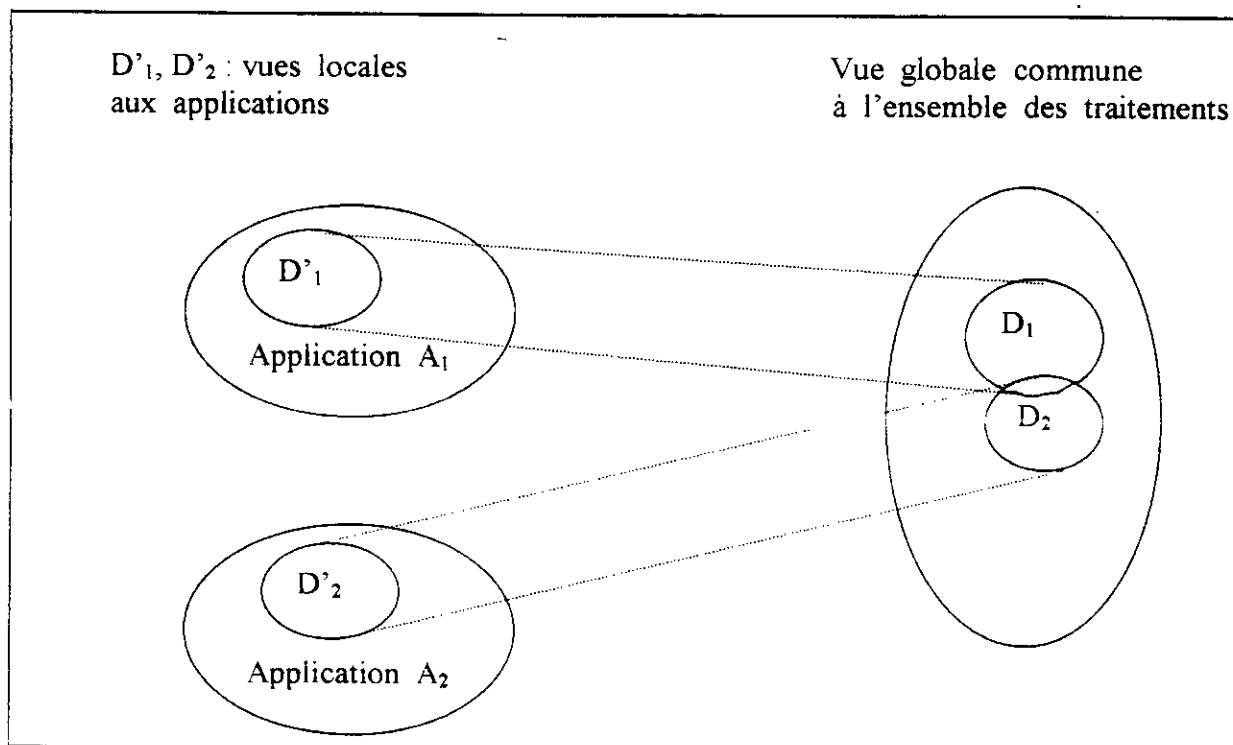 D’₁, D’₂ : vues locales
aux applications
Vue globale commune
à l’ensemble des traitements
D’₁
Application A₁
D₁
D₂
D’₂
Application A₂